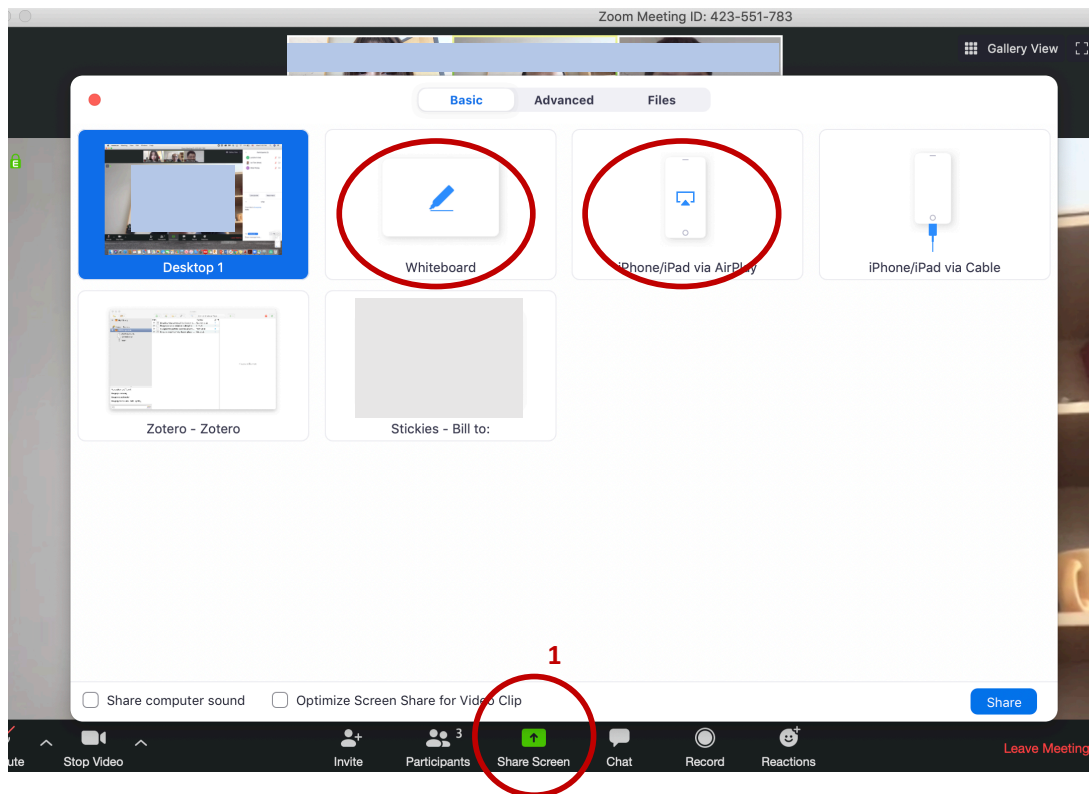 Zoom Meeting ID: 423-551-783
Gallery View
Basic Advanced Files
Desktop 1
Whiteboard
iPhone/iPad via AirPlay
iPhone/iPad via Cable
Zotero - Zotero
Stickies - Bill to:
1
Share computer sound
Optimize Screen Share for Video Clip
Share
3
ute
Stop Video
Invite
Participants
Share Screen
Chat
Record
Reactions
Leave Meeting
E